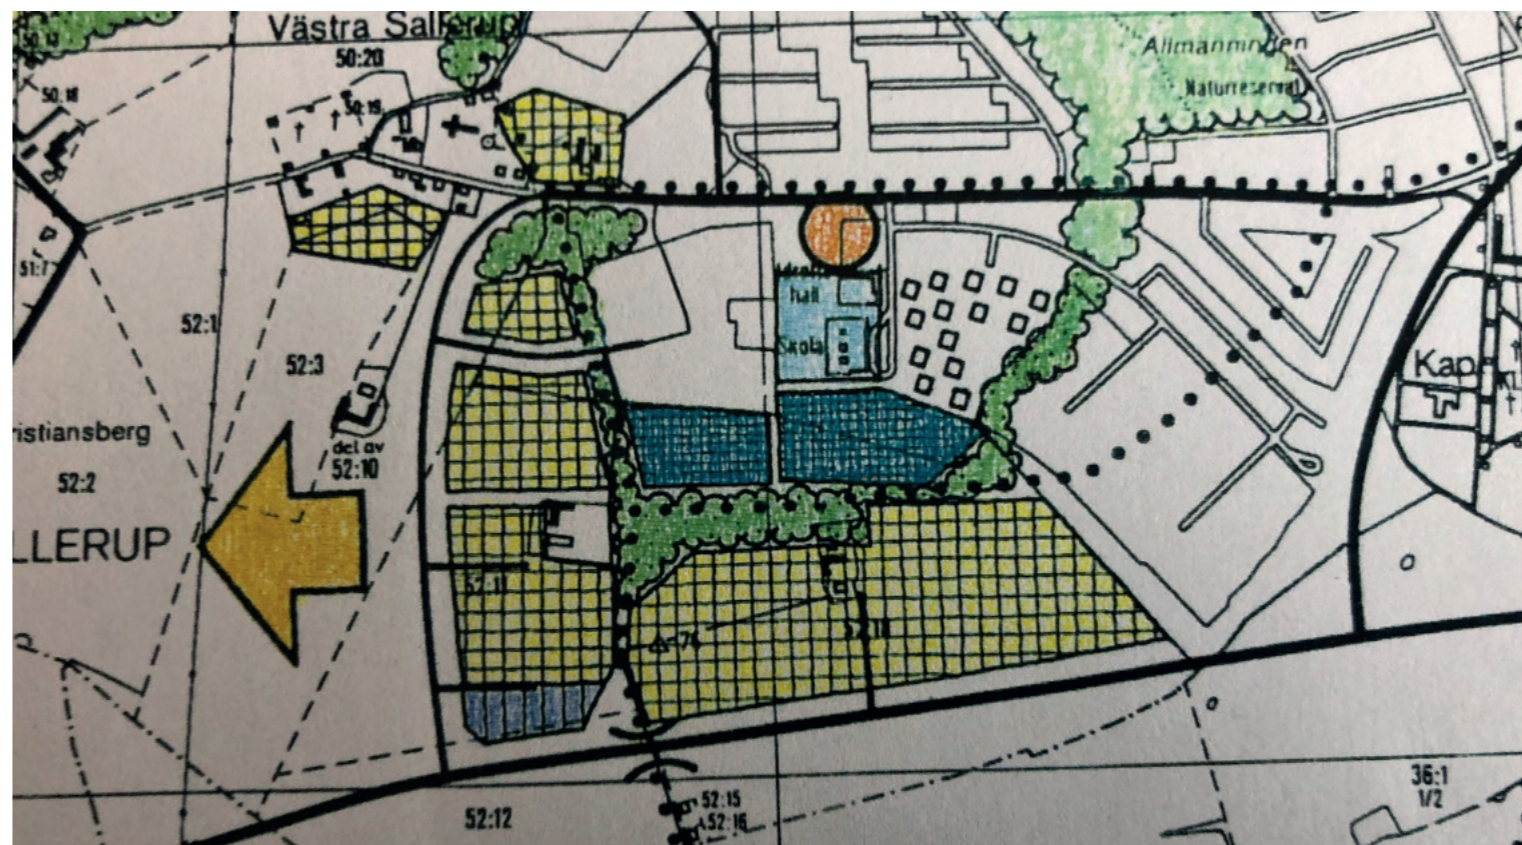 Västra Sallerup
50:20
50:19
50:18
Allmänningen
Naturreservat
51:7
52:1
52:3
Idrotts
hall
Skola
Kap.
ristiansberg
52:2
del av
52:10
LLERUP
52:12
52:15
52:16
36:1
1/2